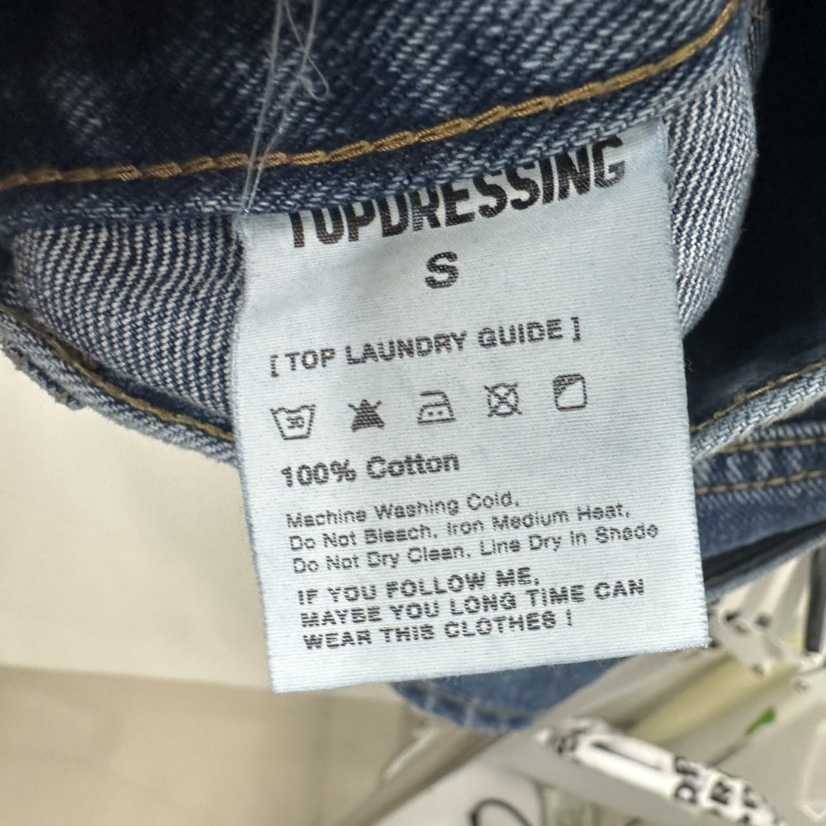 TOPDRESSING
S
[ TOP LAUNDRY GUIDE ]
30
100% Cotton
Machine Washing Cold,
Do Not Bleach, Iron Medium Heat,
Do Not Dry Clean, Line Dry In Shade
IF YOU FOLLOW ME,
MAYBE YOU LONG TIME CAN
WEAR THIS CLOTHES !